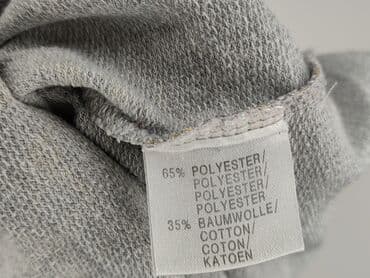 65% POLYESTER/
POLYESTER/
POLYESTER/
POLYESTER
35% BAUMWOLLE/
COTTON/
COTON/
KATOEN